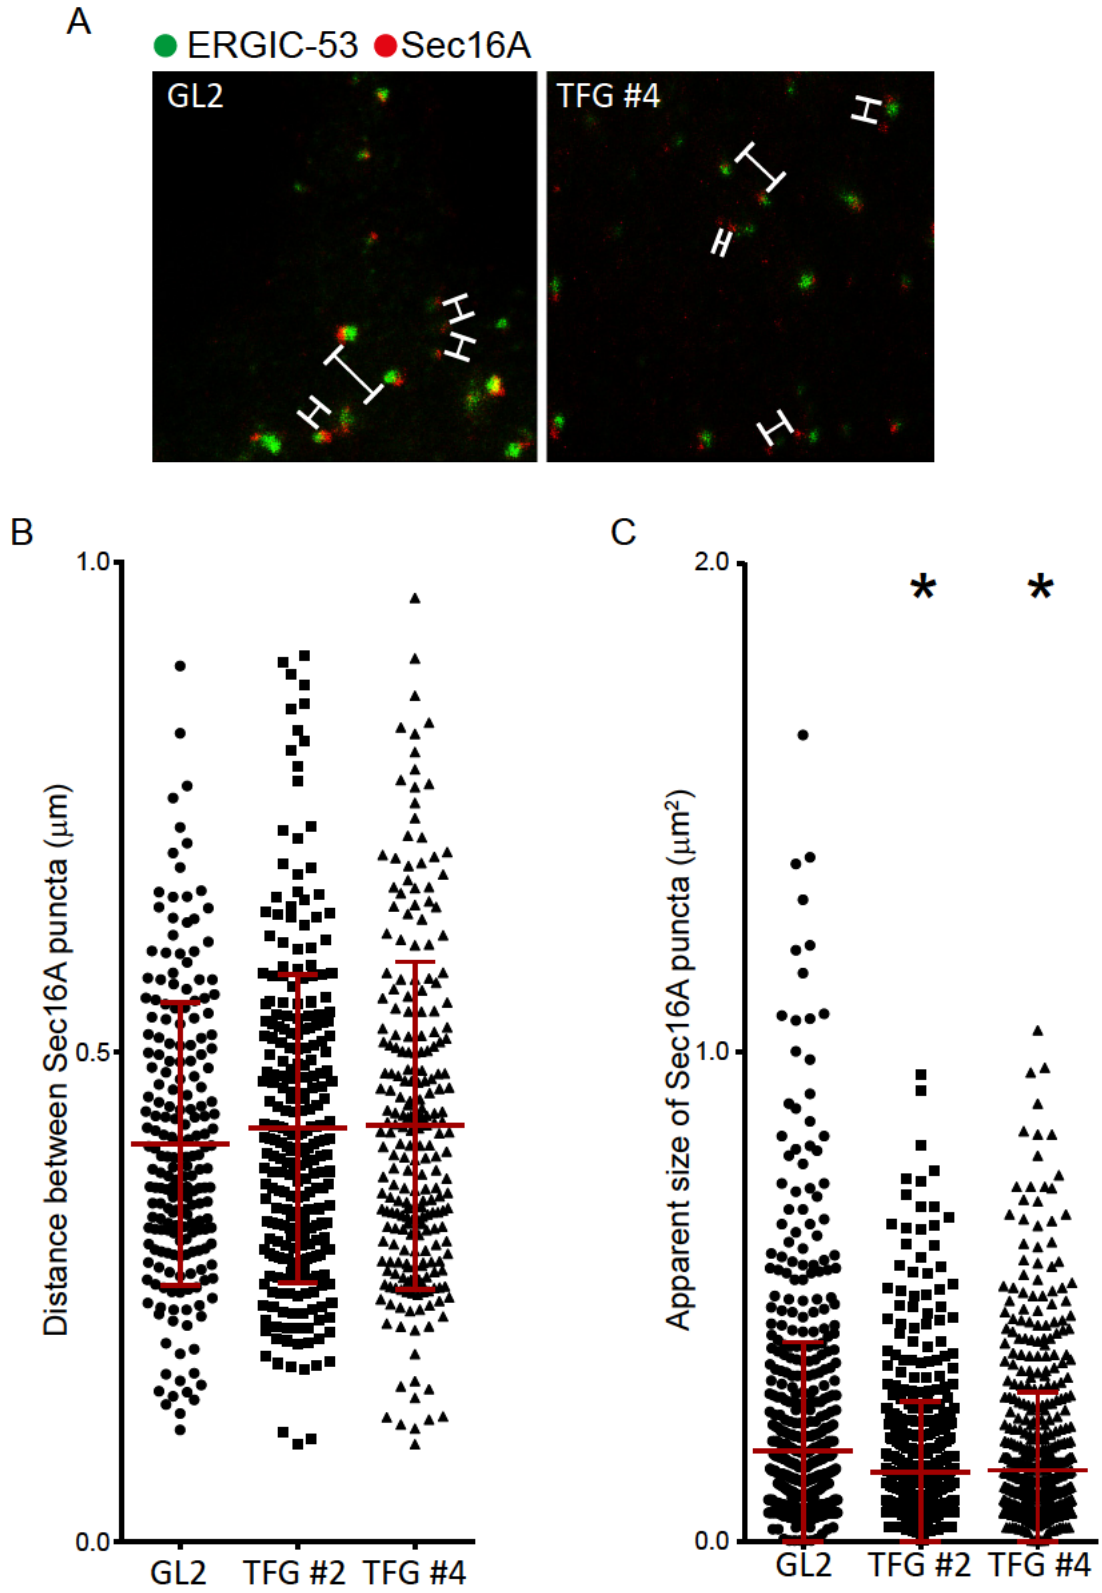 A
ERGIC-53 Sec16A
GL2 TFG #4
B
C
1.0
0.5
0.0
Distance between Sec16A puncta (μm)
GL2 TFG #2 TFG #4
2.0
1.0
0.0
Apparent size of Sec16A puncta (μm²)
* *
GL2 TFG #2 TFG #4